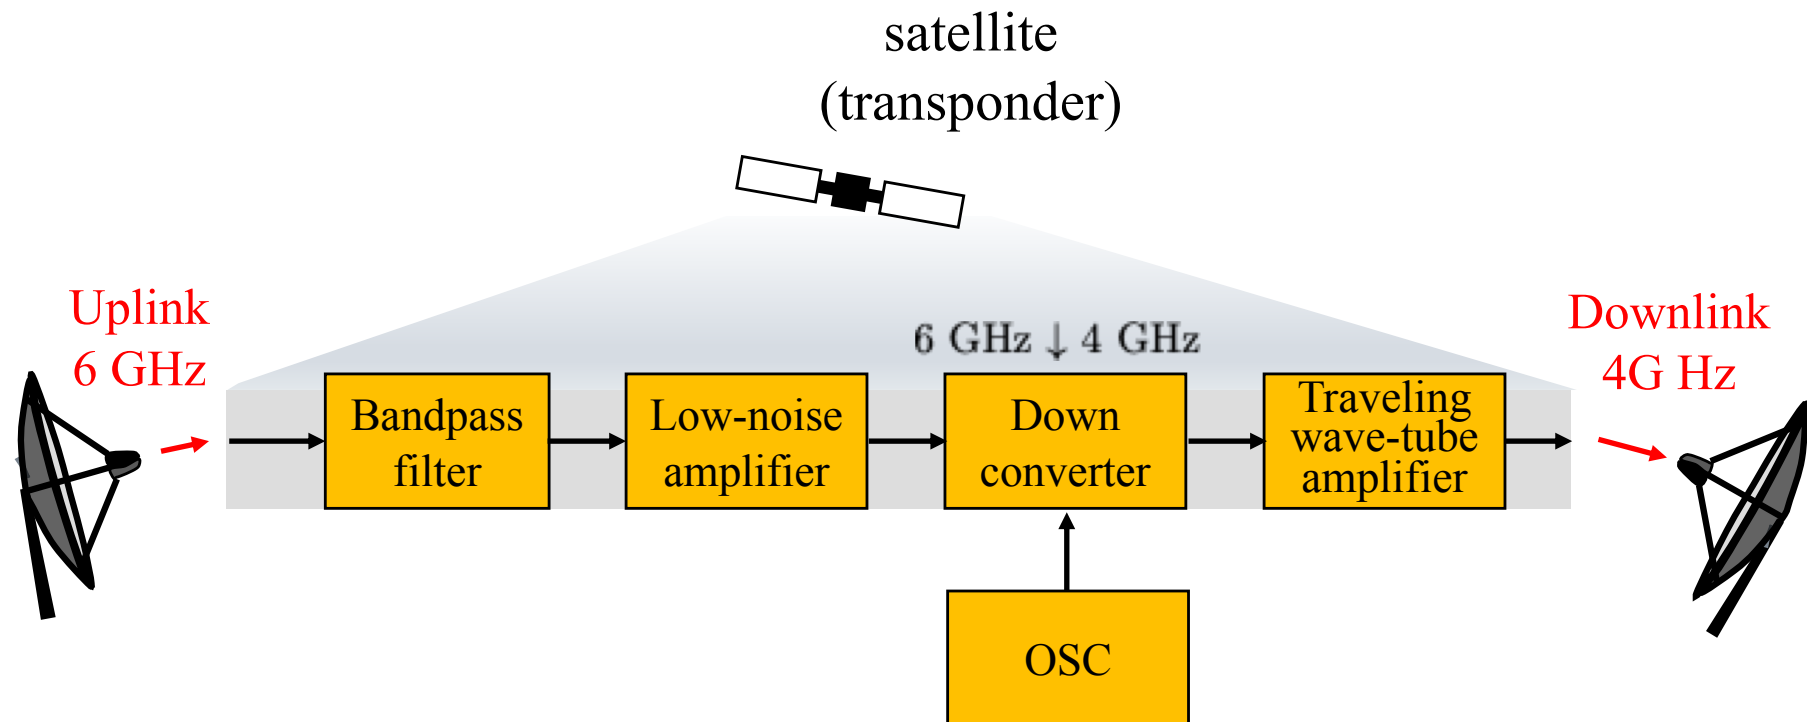 satellite
(transponder)
Uplink
6 GHz
6 GHz ↓ 4 GHz
Downlink
4G Hz
Bandpass
filter
Low-noise
amplifier
Down
converter
Traveling
wave-tube
amplifier
OSC